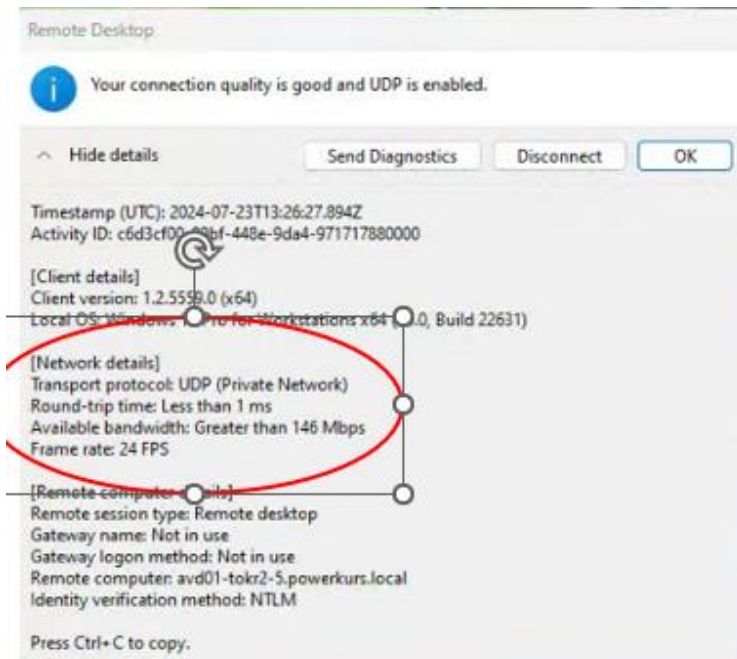 Remote Desktop
Your connection quality is good and UDP is enabled.
Hide details
Send Diagnostics
Disconnect
OK
Timestamp (UTC): 2024-07-23T13:26:27.894Z
Activity ID: 448e-9da4-971717880000
[Client details]
Client version: 1.2.5559.0 (x64)
Local OS: Windows Pro for Workstations x64 Build 22631)
[Network details]
Transport protocol: UDP (Private Network)
Round-trip time: Less than 1 ms
Available bandwidth: Greater than 146 Mbps
Frame rate: 24 FPS
[Remote computer details]
Remote session type: Remote desktop
Gateway name: Not in use
Gateway logon method: Not in use
Remote computer: avd01-tokr2-5.powerkurs.local
Identity verification method: NTLM
Press Ctrl+C to copy.